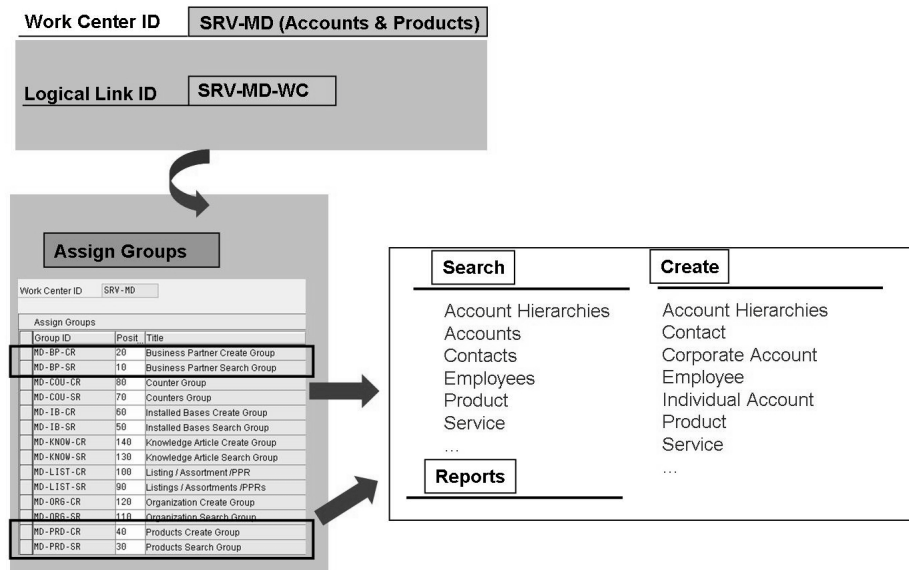 Work Center ID SRV-MD (Accounts & Products)
Logical Link ID SRV-MD-WC
Assign Groups
Work Center ID SRV-MD
Assign Groups
Group ID Posit... Title
MD-BP-CR 20 Business Partner Create Group
MD-BP-SR 10 Business Partner Search Group
MD-COU-CR 80 Counter Group
MD-COU-SR 70 Counters Group
MD-IB-CR 60 Installed Bases Create Group
MD-IB-SR 50 Installed Bases Search Group
MD-KNOW-CR 140 Knowledge Article Create Group
MD-KNOW-SR 130 Knowledge Article Search Group
MD-LIST-CR 100 Listing / Assortment /PPR
MD-LIST-SR 90 Listings / Assortments /PPRs
MD-ORG-CR 120 Organization Create Group
MD-ORG-SR 110 Organization Search Group
MD-PRD-CR 40 Products Create Group
MD-PRD-SR 30 Products Search Group
Search
Account Hierarchies
Accounts
Contacts
Employees
Product
Service
...
Reports
Create
Account Hierarchies
Contact
Corporate Account
Employee
Individual Account
Product
Service
...